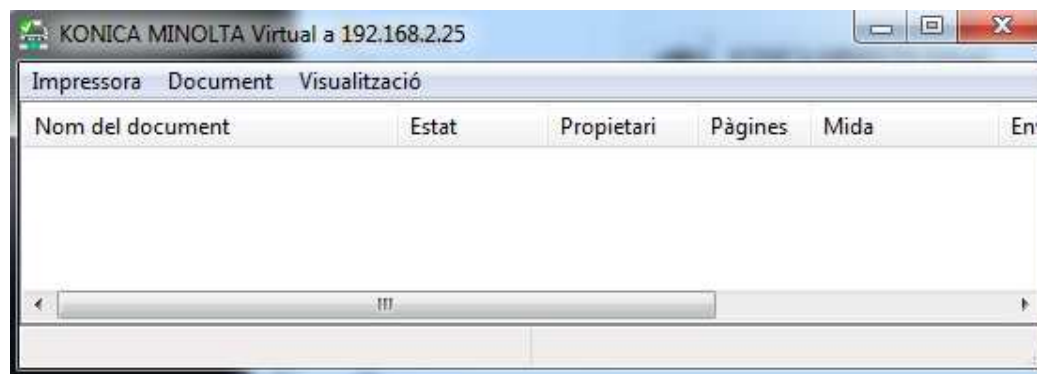 KONICA MINOLTA Virtual a 192.168.2.25
Impressora Document Visualització
Nom del document Estat Propietari Pàgines Mida